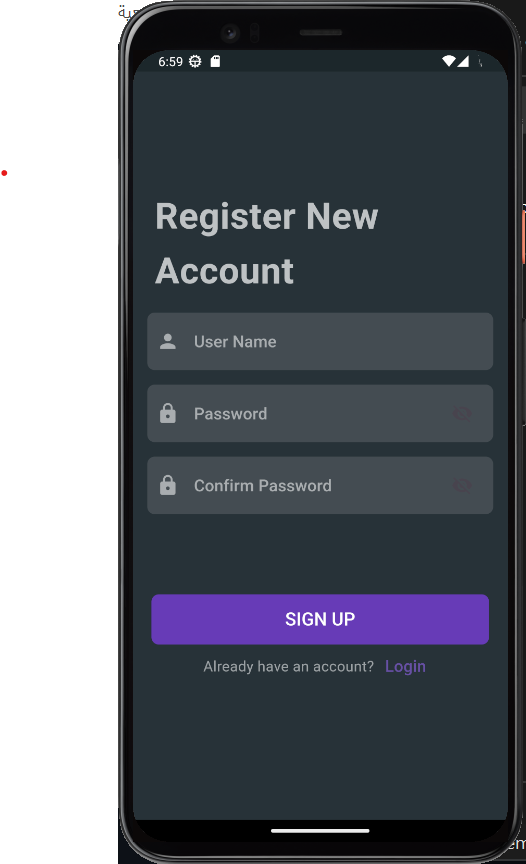 6:59
Register New
Account
User Name
Password
Confirm Password
SIGN UP
Already have an account? Login